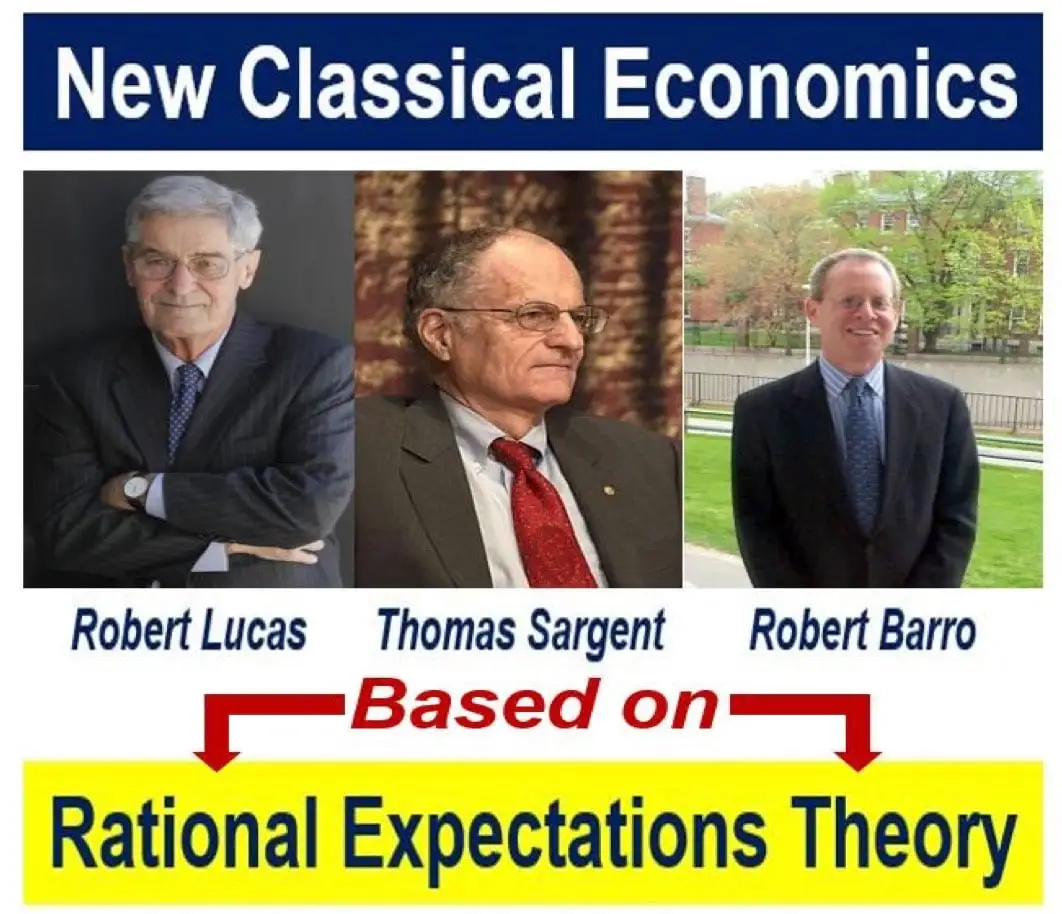 New Classical Economics
Robert Lucas Thomas Sargent Robert Barro
Based on
Rational Expectations Theory